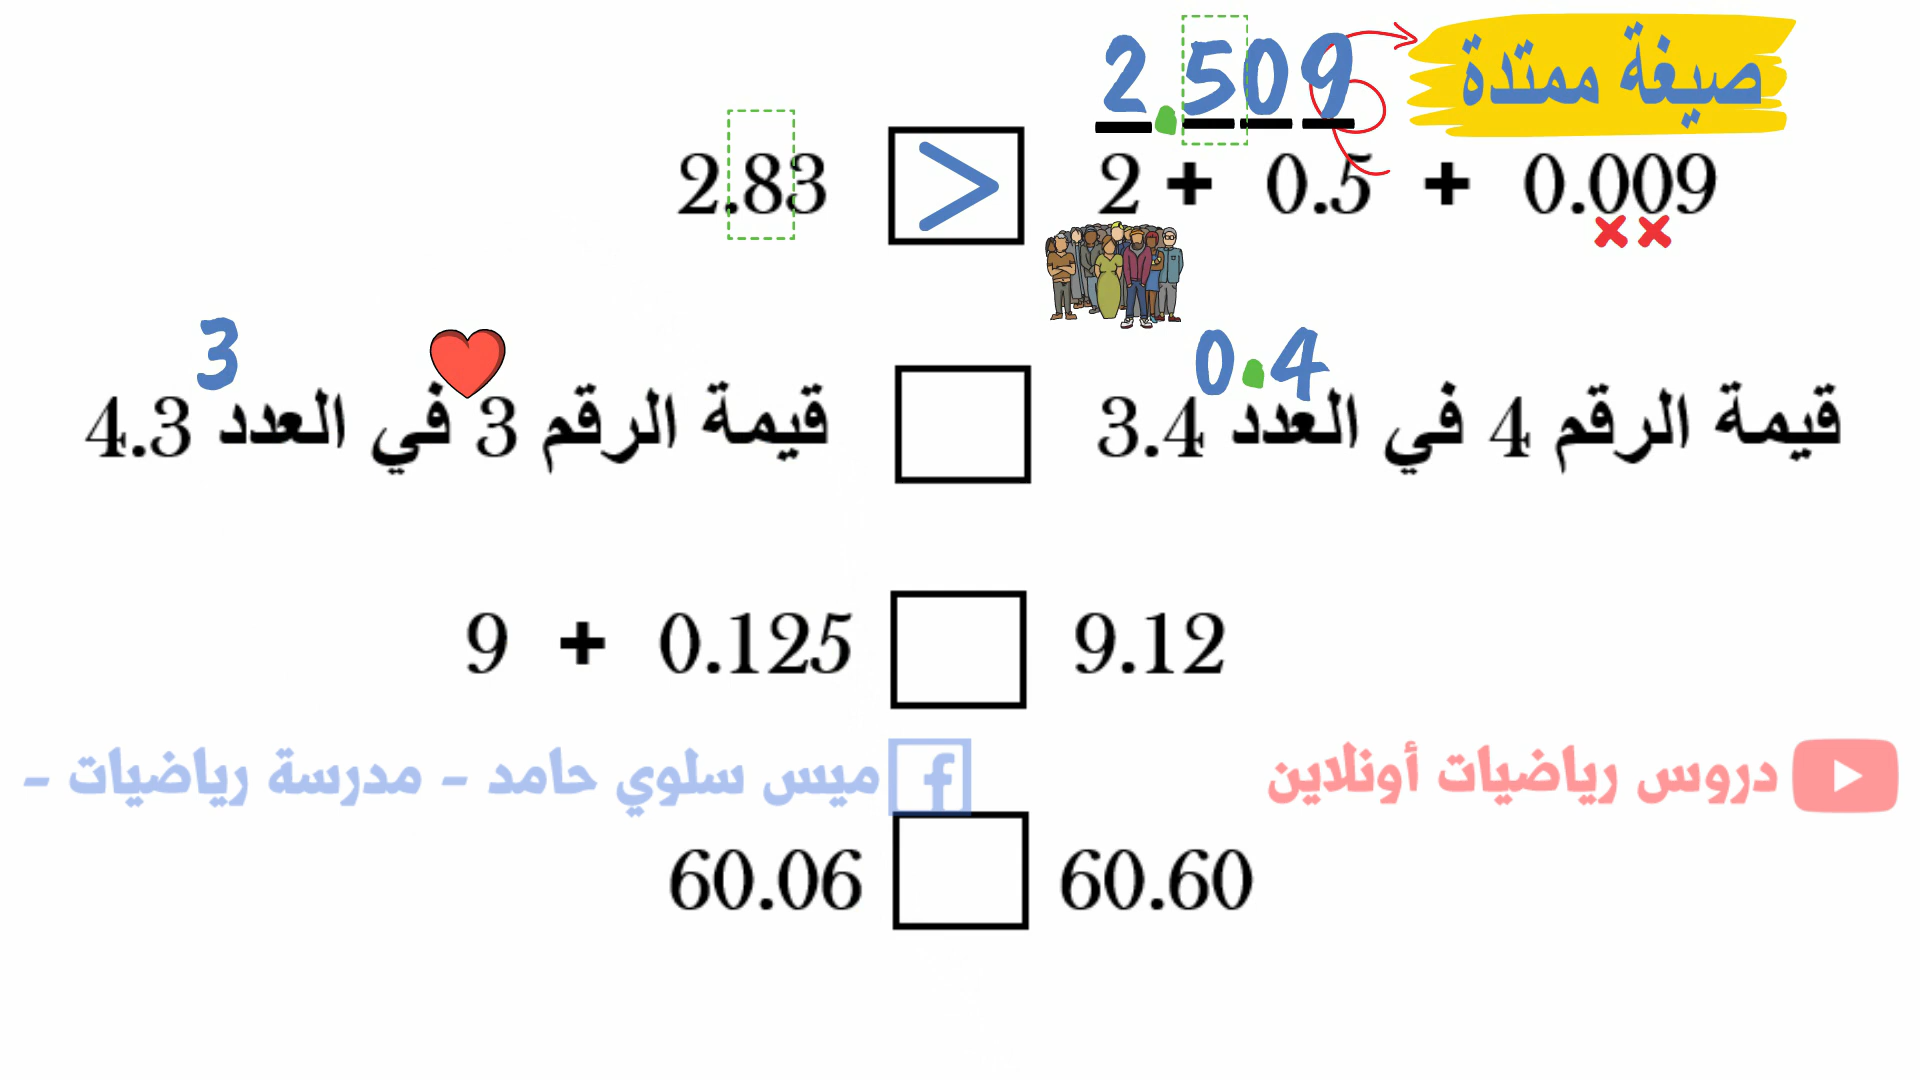 2.509 صيغة ممتدة
2.83 > 2 + 0.5 + 0.009
3 0.4
قيمة الرقم 3 في العدد 4.3 قيمة الرقم 4 في العدد 3.4
9 + 0.125 9.12
ميس سلوي حامد - مدرسة رياضيات - دروس رياضيات أونلاين
60.06 60.60